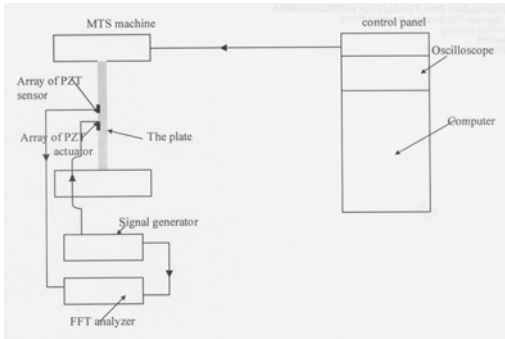 MTS machine
control panel
Oscilloscope
Array of PZT
sensor
Array of PZT
actuator
The plate
Computer
Signal generator
FFT analyzer